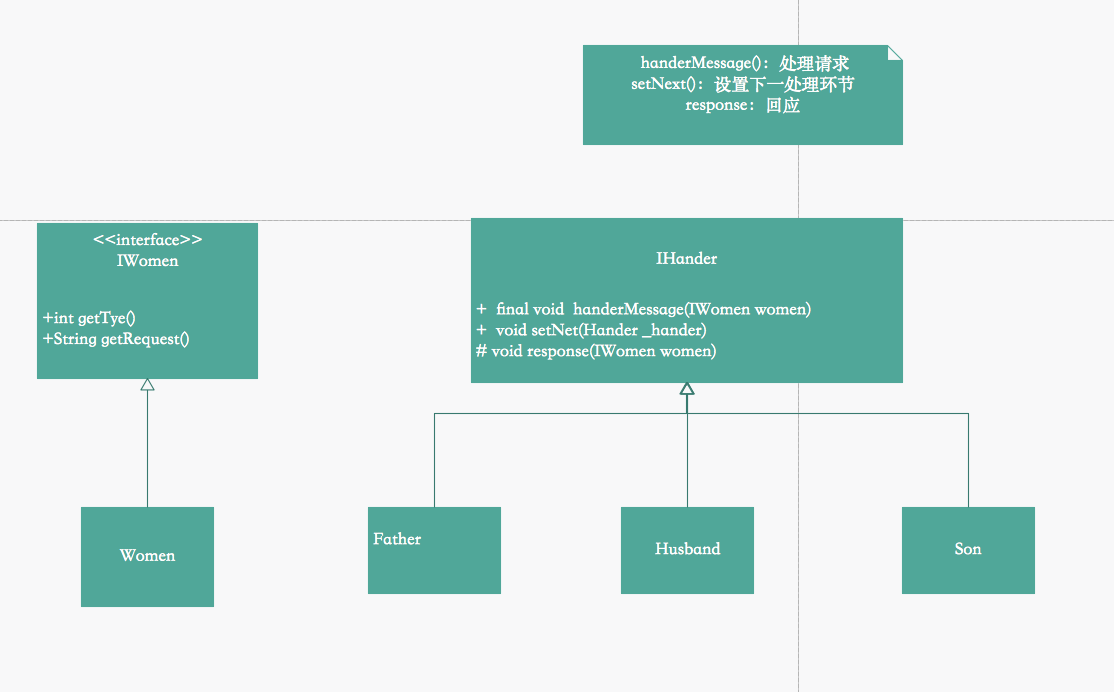 handerMessage()：处理请求
setNext()：设置下一处理环节
response：回应
<<interface>>
IWomen
+int getTye()
+String getRequest()
IHander
+ final void handerMessage(IWomen women)
+ void setNet(Hander _hander)
# void response(IWomen women)
Women
Father
Husband
Son